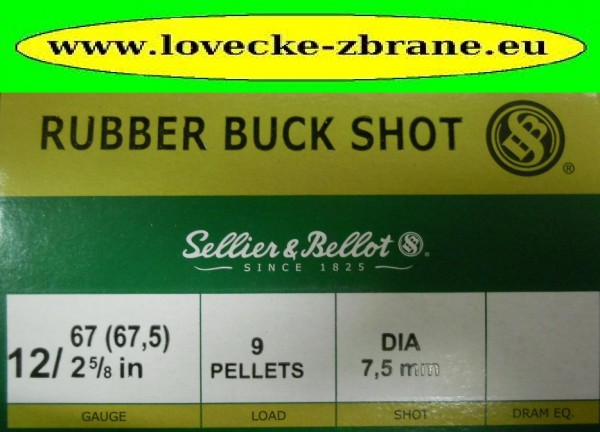 www.lovecke-zbrane.eu
RUBBER BUCK SHOT
®
Sellier & Bellot ®
SINCE 1825
12/ 67 (67,5)
2 5/8 in
9
PELLETS
DIA
7,5 mm
GAUGE
LOAD
SHOT
DRAM EQ.